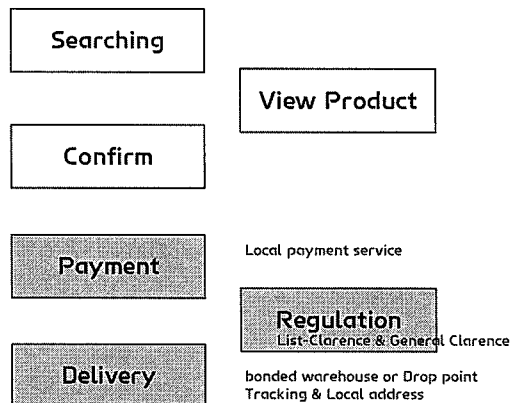 Searching
View Product
Confirm
Local payment service
Payment
Regulation
List-Clarence & General Clarence
Delivery
bonded warehouse or Drop point
Tracking & Local address